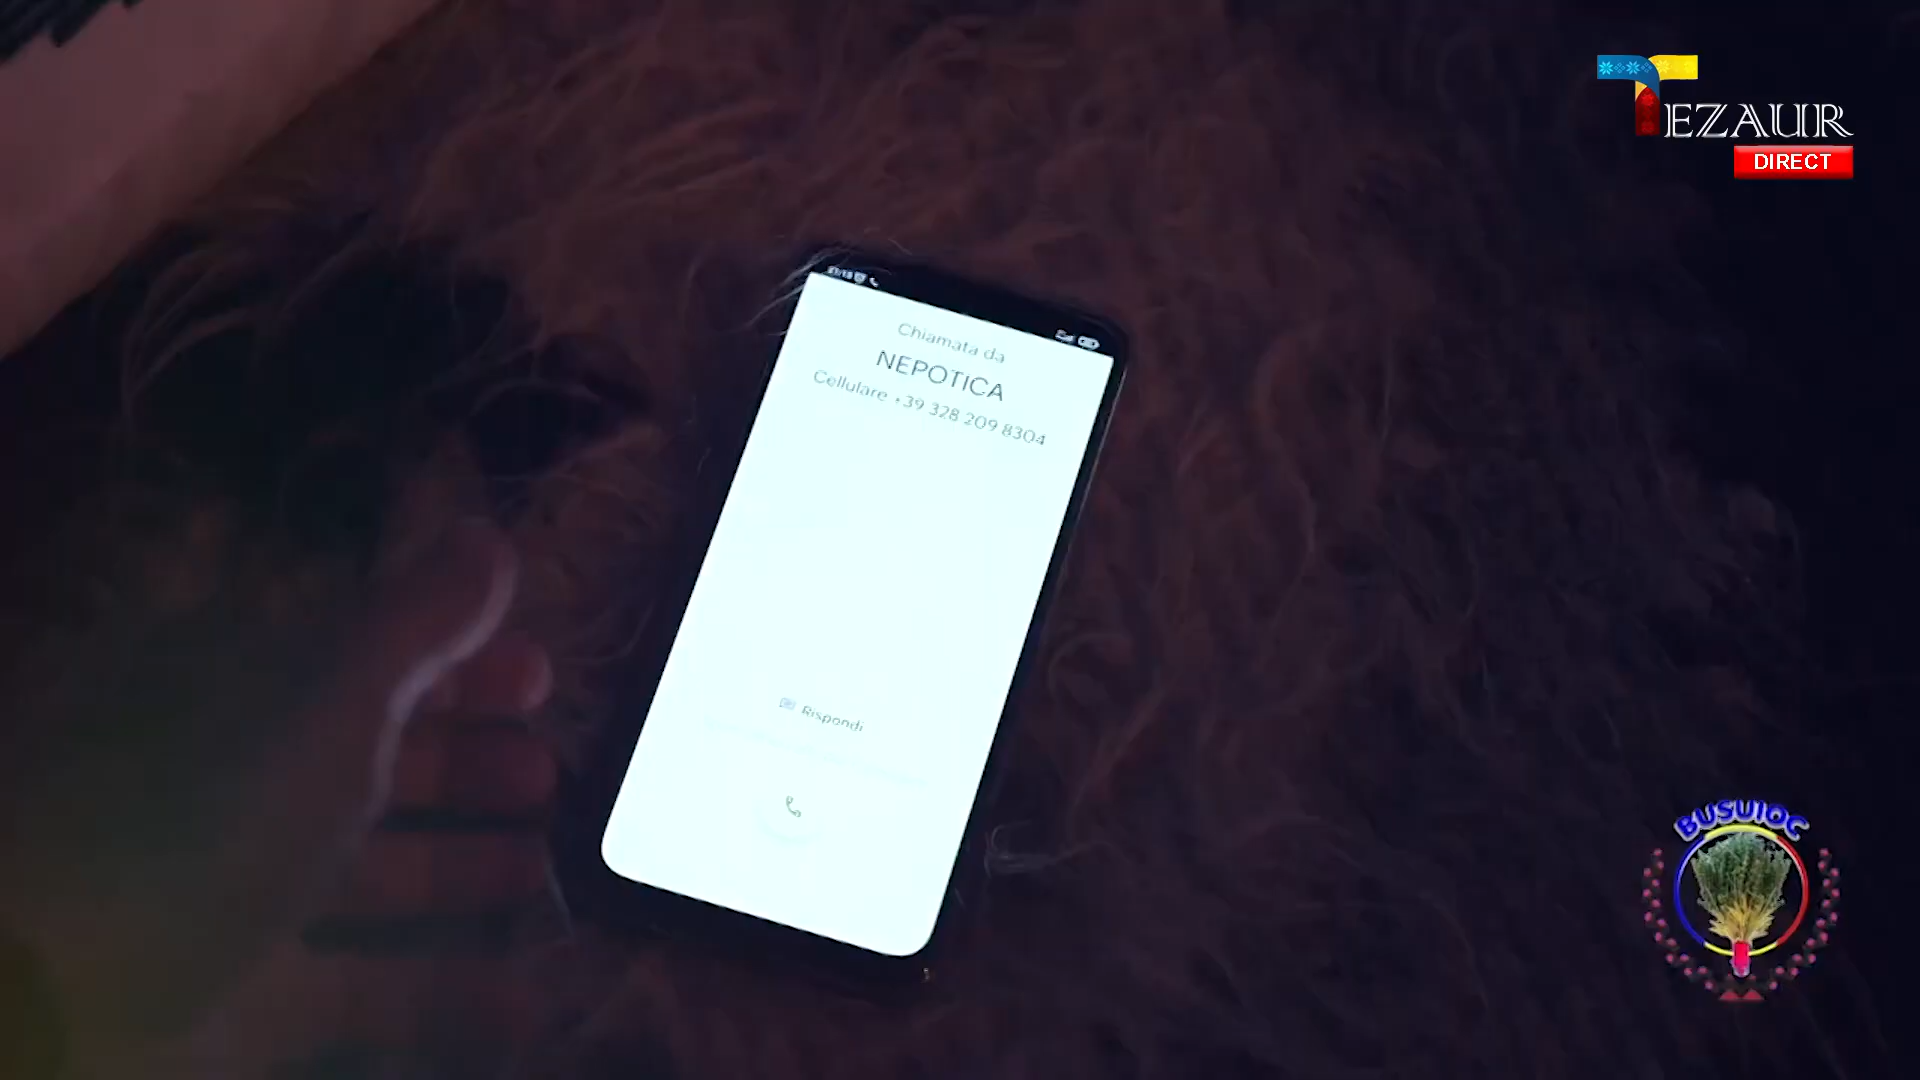 TEZAUR
DIRECT
Chiamata da
NEPOTICA
Cellulare +39 328 209 8304
Rispondi
BUSUIOC